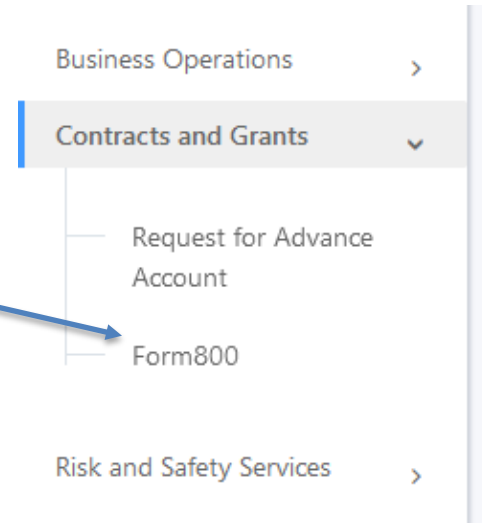 Business Operations
Contracts and Grants
Request for Advance
Account
Form800
Risk and Safety Services